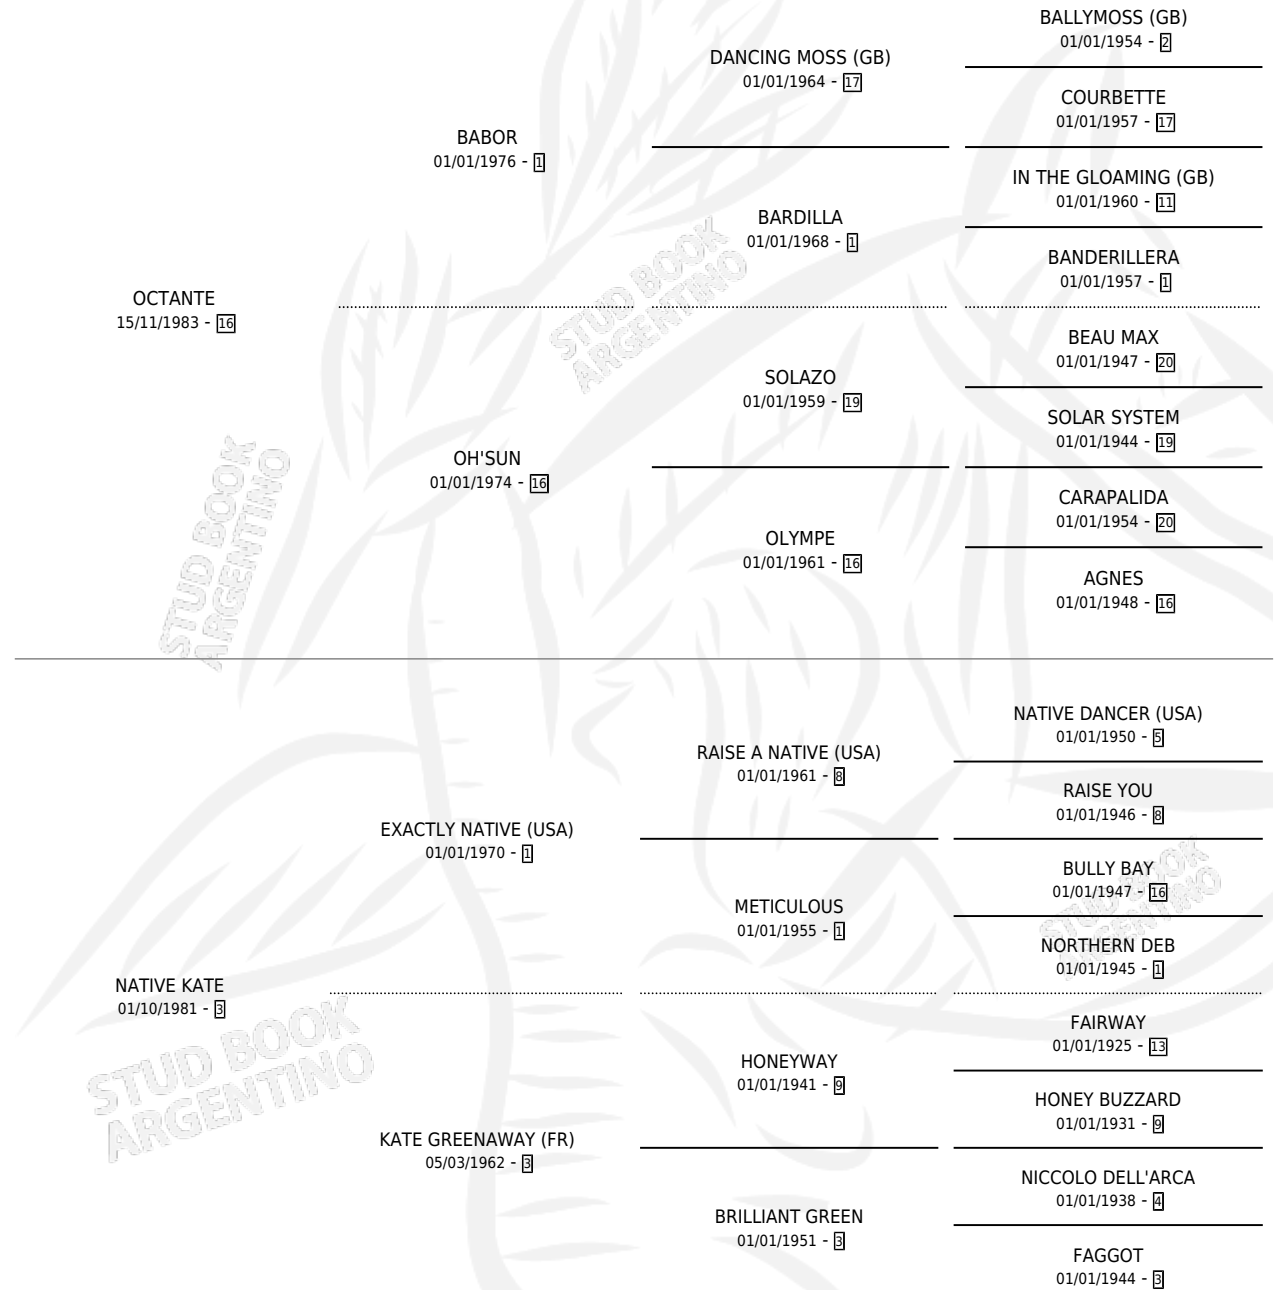 BALLYMOSS (GB)
01/01/1954 - 2
DANCING MOSS (GB)
01/01/1964 - 17
COURBETTE
01/01/1957 - 17
BABOR
01/01/1976 - 1
IN THE GLOAMING (GB)
01/01/1960 - 11
BARDILLA
01/01/1968 - 1
BANDERILLERA
01/01/1957 - 1
OCTANTE
15/11/1983 - 16
BEAU MAX
01/01/1947 - 20
SOLAZO
01/01/1959 - 19
SOLAR SYSTEM
01/01/1944 - 19
OH'SUN
01/01/1974 - 16
CARAPALIDA
01/01/1954 - 20
OLYMPE
01/01/1961 - 16
AGNES
01/01/1948 - 16
STUD BOOK
ARGENTINO
STUD BOOK
ARGENTINO
NATIVE DANCER (USA)
01/01/1950 - 5
RAISE A NATIVE (USA)
01/01/1961 - 8
RAISE YOU
01/01/1946 - 8
EXACTLY NATIVE (USA)
01/01/1970 - 1
BULLY BAY
01/01/1947 - 16
METICULOUS
01/01/1955 - 1
NORTHERN DEB
01/01/1945 - 1
NATIVE KATE
01/10/1981 - 3
FAIRWAY
01/01/1925 - 13
HONEYWAY
01/01/1941 - 9
HONEY BUZZARD
01/01/1931 - 9
KATE GREENAWAY (FR)
05/03/1962 - 3
NICCOLO DELL'ARCA
01/01/1938 - 4
BRILLIANT GREEN
01/01/1951 - 3
FAGGOT
01/01/1944 - 3
STUD BOOK
ARGENTINO
STUD BOOK
ARGENTINO